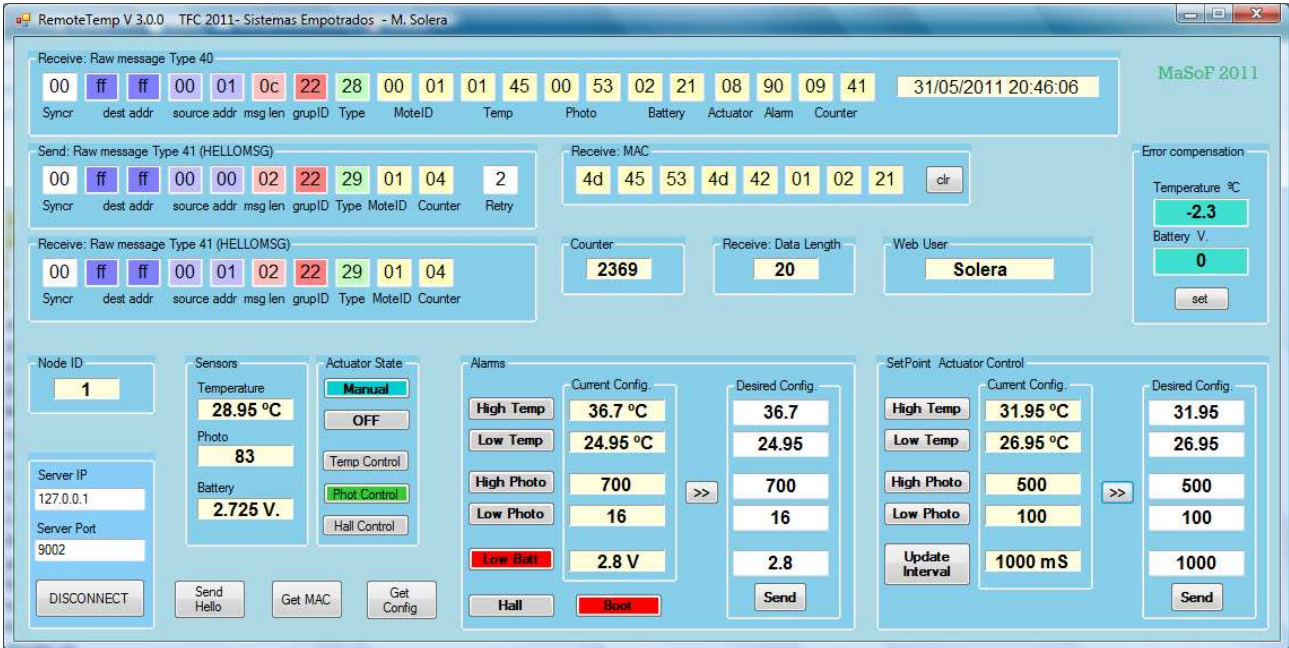 RemoteTemp V 3.0.0 TFC 2011- Sistemas Empotrados - M. Solera
Receive: Raw message Type 40
00 ff ff 00 01 0c 22 28 00 01 01 45 00 53 02 21 08 90 09 41 31/05/2011 20:46:06
Syncr dest addr source addr msg len grupID Type MoteID Temp Photo Battery Actuator Alarm Counter
MaSoF 2011
Send: Raw message Type 41 (HELLOMSG)
00 ff ff 00 00 02 22 29 01 04 2
Syncr dest addr source addr msg len grupID Type MoteID Counter Retry
Receive: MAC
4d 45 53 4d 42 01 02 21 clr
Error compensation
Temperature ºC
-2.3
Battery V.
0
set
Receive: Raw message Type 41 (HELLOMSG)
00 ff ff 00 01 02 22 29 01 04
Syncr dest addr source addr msg len grupID Type MoteID Counter
Counter
2369
Receive: Data Length
20
Web User
Solera
Node ID
1
Server IP
127.0.0.1
Server Port
9002
DISCONNECT
Sensors
Temperature
28.95 ºC
Photo
83
Battery
2.725 V.
Actuator State
Manual
OFF
Temp Control
Phot Control
Hall Control
Send
Hello
Get MAC
Get
Config
Alarms
Current Config. Desired Config.
High Temp 36.7 ºC 36.7
Low Temp 24.95 ºC 24.95
High Photo 700 >> 700
Low Photo 16 16
Low Batt 2.8 V 2.8
Hall Boot Send
SetPoint Actuator Control
Current Config. Desired Config.
High Temp 31.95 ºC 31.95
Low Temp 26.95 ºC 26.95
High Photo 500 >> 500
Low Photo 100 100
Update
Interval 1000 mS 1000
Send